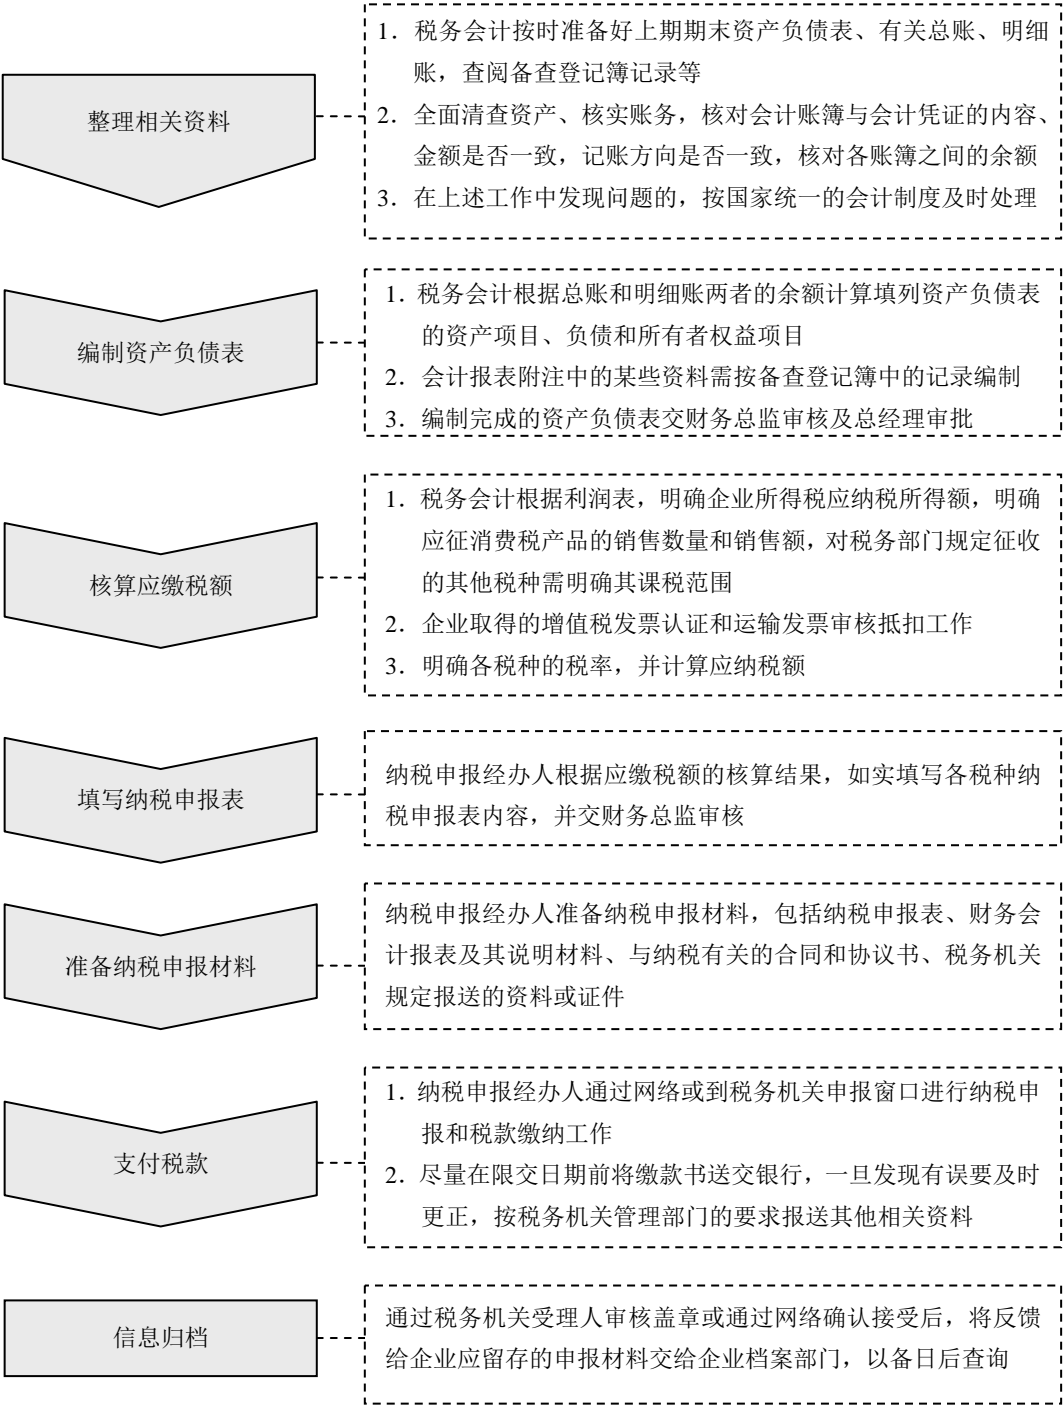 整理相关资料
1．税务会计按时准备好上期期末资产负债表、有关总账、明细
账，查阅备查登记簿记录等
2．全面清查资产、核实账务，核对会计账簿与会计凭证的内容、
金额是否一致，记账方向是否一致，核对各账簿之间的余额
3．在上述工作中发现问题的，按国家统一的会计制度及时处理
编制资产负债表
1．税务会计根据总账和明细账两者的余额计算填列资产负债表
的资产项目、负债和所有者权益项目
2．会计报表附注中的某些资料需按备查登记簿中的记录编制
3．编制完成的资产负债表交财务总监审核及总经理审批
核算应缴税额
1．税务会计根据利润表，明确企业所得税应纳税所得额，明确
应征消费税产品的销售数量和销售额，对税务部门规定征收
的其他税种需明确其课税范围
2．企业取得的增值税发票认证和运输发票审核抵扣工作
3．明确各税种的税率，并计算应纳税额
填写纳税申报表
纳税申报经办人根据应缴税额的核算结果，如实填写各税种纳
税申报表内容，并交财务总监审核
准备纳税申报材料
纳税申报经办人准备纳税申报材料，包括纳税申报表、财务会
计报表及其说明材料、与纳税有关的合同和协议书、税务机关
规定报送的资料或证件
支付税款
1．纳税申报经办人通过网络或到税务机关申报窗口进行纳税申
报和税款缴纳工作
2．尽量在限交日期前将缴款书送交银行，一旦发现有误要及时
更正，按税务机关管理部门的要求报送其他相关资料
信息归档
通过税务机关受理人审核盖章或通过网络确认接受后，将反馈
给企业应留存的申报材料交给企业档案部门，以备日后查询